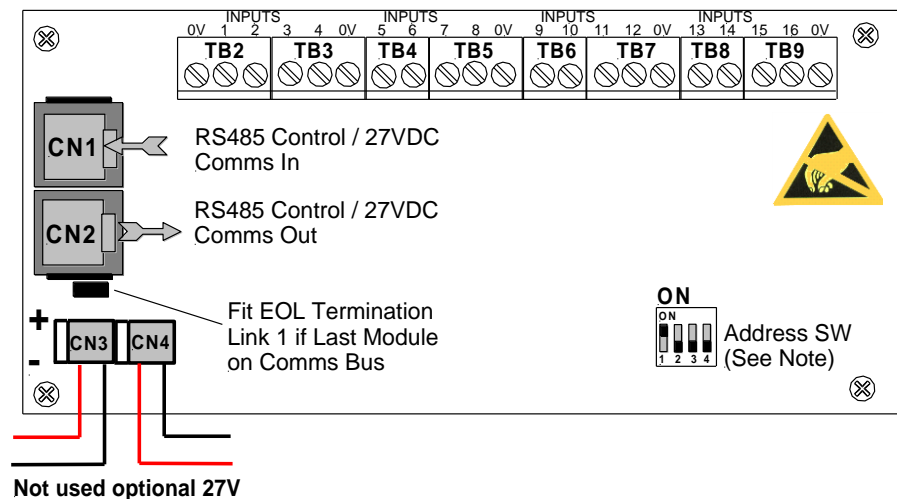 INPUTS INPUTS INPUTS INPUTS
0V 1 2 3 4 0V 5 6 7 8 0V 9 10 11 12 0V 13 14 15 16 0V
TB2 TB3 TB4 TB5 TB6 TB7 TB8 TB9
CN1
RS485 Control / 27VDC
Comms In
CN2
RS485 Control / 27VDC
Comms Out
Fit EOL Termination
Link 1 if Last Module
on Comms Bus
+
-
CN3 CN4
ON
ON
1 2 3 4
Address SW
(See Note)
Not used optional 27V